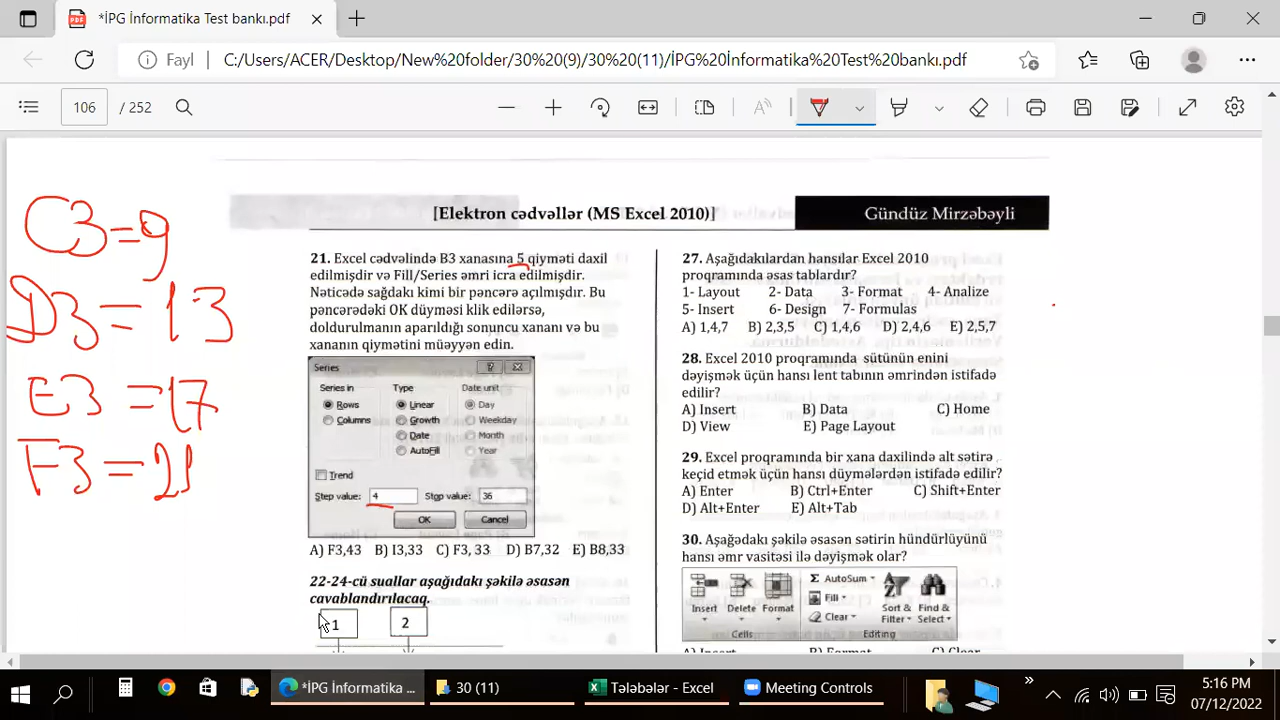 *İPG İnformatika Test bankı.pdf
Fayl
C:/Users/ACER/Desktop/New%20folder/30%20(9)/30%20(11)/İPG%20İnformatika%20Test%20bankı.pdf
106 / 252
[Elektron cədvəllər (MS Excel 2010)]
Gündüz Mirzəbəyli
C3=9
D3=13
E3=17
F3=21
21. Excel cədvəlində B3 xanasına 5 qiyməti daxil
edilmişdir və Fill/Series əmri icra edilmişdir.
Nəticədə sağdakı kimi bir pəncərə açılmışdır. Bu
pəncərədəki OK düyməsi klik edilərsə,
doldurulmanın aparıldığı sonuncu xananı və bu
xananın qiymətini müəyyən edin.
Series
Series in Type Date unit
Rows Linear Day
Columns Growth Weekday
Date Month
AutoFill Year
Trend
Step value: 4 Stop value: 36
OK Cancel
A) F3,43 B) I3,33 C) F3, 33 D) B7,32 E) B8,33
22-24-cü suallar aşağıdakı şəkilə əsasən
cavablandırılacaq.
1 2
27. Aşağıdakılardan hansılar Excel 2010
proqramında əsas tablardır?
1- Layout 2- Data 3- Format 4- Analize
5- Insert 6- Design 7- Formulas
A) 1,4,7 B) 2,3,5 C) 1,4,6 D) 2,4,6 E) 2,5,7
28. Excel 2010 proqramında sütünün enini
dəyişmək üçün hansı lent tabının əmrindən istifadə
edilir?
A) Insert B) Data C) Home
D) View E) Page Layout
29. Excel proqramında bir xana daxilində alt sətirə
keçid etmək üçün hansı düymələrdən istifadə edilir?
A) Enter B) Ctrl+Enter C) Shift+Enter
D) Alt+Enter E) Alt+Tab
30. Aşağədakı şəkilə əsasən sətirin hündürlüyünü
hansı əmr vasitəsi ilə dəyişmək olar?
Insert Delete Format
Cells
AutoSum
Fill
Clear
Sort & Filter
Find & Select
Editing
A) Insert B) Format C) Clear
*İPG İnformatika ...
30 (11)
Tələbələr - Excel
Meeting Controls
5:16 PM
07/12/2022